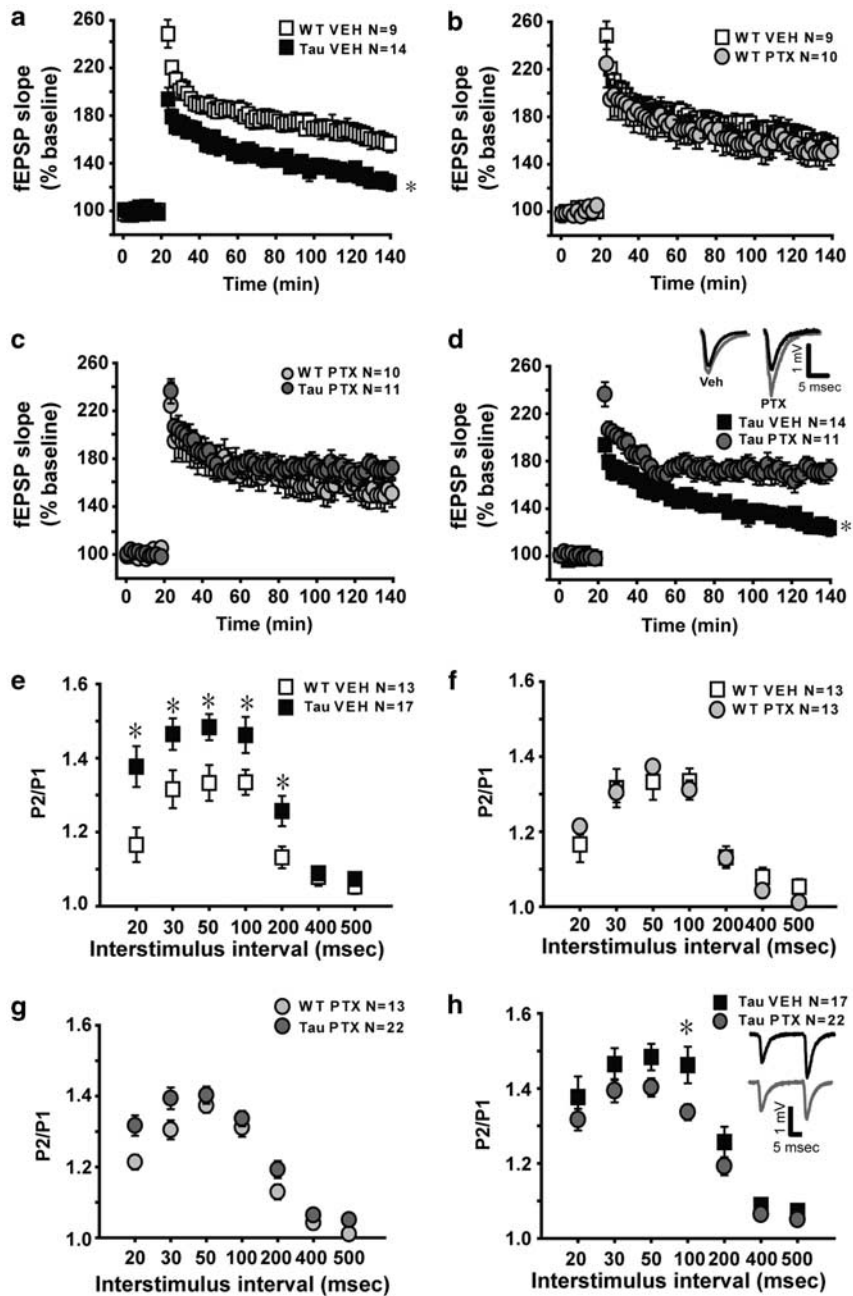 a
WT VEH N=9
Tau VEH N=14
fEPSP slope
(% baseline)
260
220
180
140
100
*
0 20 40 60 80 100 120 140
Time (min)
b
WT VEH N=9
WT PTX N=10
fEPSP slope
(% baseline)
260
220
180
140
100
0 20 40 60 80 100 120 140
Time (min)
c
WT PTX N=10
Tau PTX N=11
fEPSP slope
(% baseline)
260
220
180
140
100
0 20 40 60 80 100 120 140
Time (min)
d
Veh
PTX
1 mV
5 msec
Tau VEH N=14
Tau PTX N=11
fEPSP slope
(% baseline)
260
220
180
140
100
*
0 20 40 60 80 100 120 140
Time (min)
e
WT VEH N=13
Tau VEH N=17
P2/P1
1.6
1.4
1.2
1.0
* * * * *
20 30 50 100 200 400 500
Interstimulus interval (msec)
f
WT VEH N=13
WT PTX N=13
P2/P1
1.6
1.4
1.2
1.0
20 30 50 100 200 400 500
Interstimulus interval (msec)
g
WT PTX N=13
Tau PTX N=22
P2/P1
1.6
1.4
1.2
1.0
20 30 50 100 200 400 500
Interstimulus interval (msec)
h
Tau VEH N=17
Tau PTX N=22
*
1 mV
5 msec
P2/P1
1.6
1.4
1.2
1.0
20 30 50 100 200 400 500
Interstimulus interval (msec)